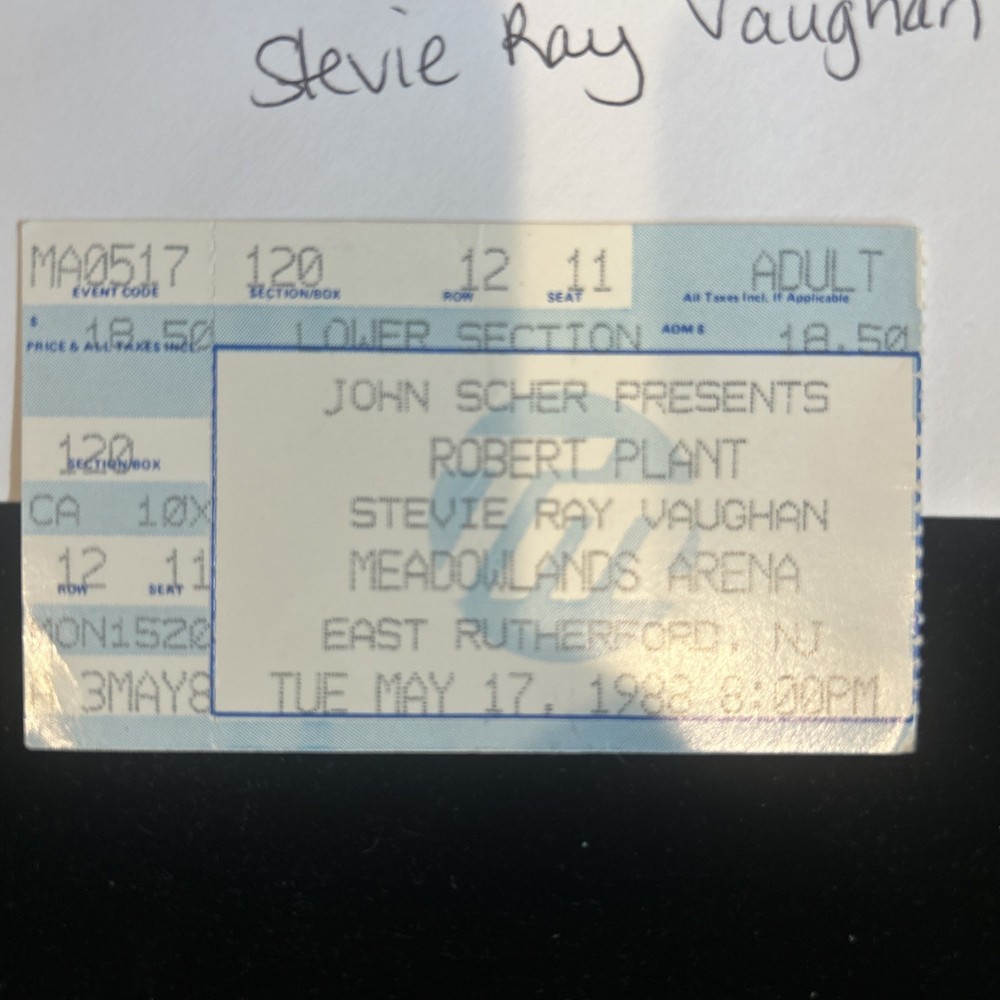 Stevie Ray Vaughan
MA0517 120 12 11 ADULT
EVENT CODE SECTION/BOX ROW SEAT All Taxes Incl. If Applicable
$ 18.50 LOWER SECTION ADM $ 18.50
PRICE & ALL TAXES INCL.
JOHN SCHER PRESENTS
120 ROBERT PLANT
SECTION/BOX
CA 10X STEVIE RAY VAUGHAN
12 11 MEADOWLANDS ARENA
ROW SEAT
MON1520 EAST RUTHERFORD, NJ
3MAY8 TUE MAY 17, 1988 8:00PM